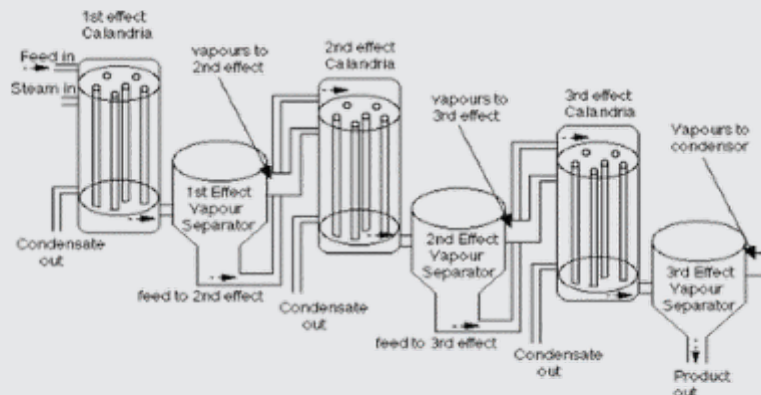 1st effect
Calandria
Feed in
Steam in
Condensate
out
vapours to
2nd effect
1st Effect
Vapour
Separator
feed to 2nd effect
2nd effect
Calandria
Condensate
out
vapours to
3rd effect
2nd Effect
Vapour
Separator
feed to 3rd effect
3rd effect
Calandria
Condensate
out
Vapours to
condensor
3rd Effect
Vapour
Separator
Product
out